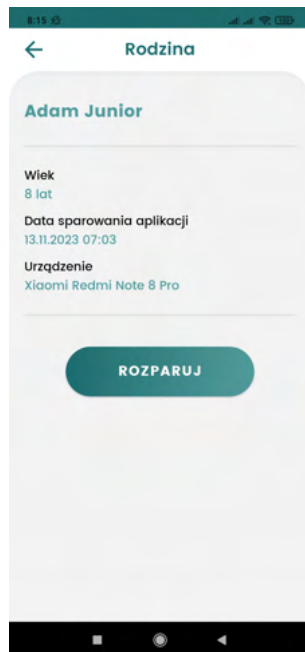 8:15
Rodzina
Adam Junior
Wiek
8 lat
Data sparowania aplikacji
13.11.2023 07:03
Urządzenie
Xiaomi Redmi Note 8 Pro
ROZPARUJ